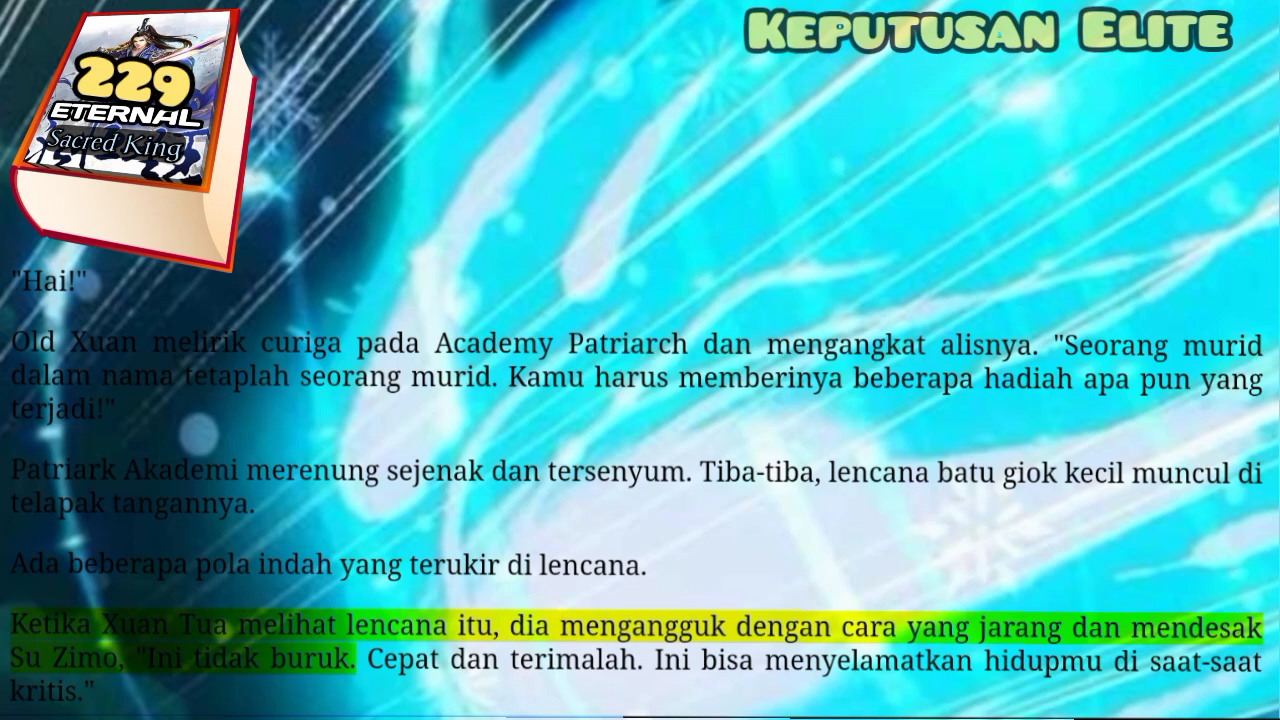 Keputusan Elite
229
ETERNAL
Sacred King
"Hai!"
Old Xuan melirik curiga pada Academy Patriarch dan mengangkat alisnya. "Seorang murid
dalam nama tetaplah seorang murid. Kamu harus memberinya beberapa hadiah apa pun yang
terjadi!"
Patriark Akademi merenung sejenak dan tersenyum. Tiba-tiba, lencana batu giok kecil muncul di
telapak tangannya.
Ada beberapa pola indah yang terukir di lencana.
Ketika Xuan Tua melihat lencana itu, dia mengangguk dengan cara yang jarang dan mendesak
Su Zimo, "Ini tidak buruk. Cepat dan terimalah. Ini bisa menyelamatkan hidupmu di saat-saat
kritis."